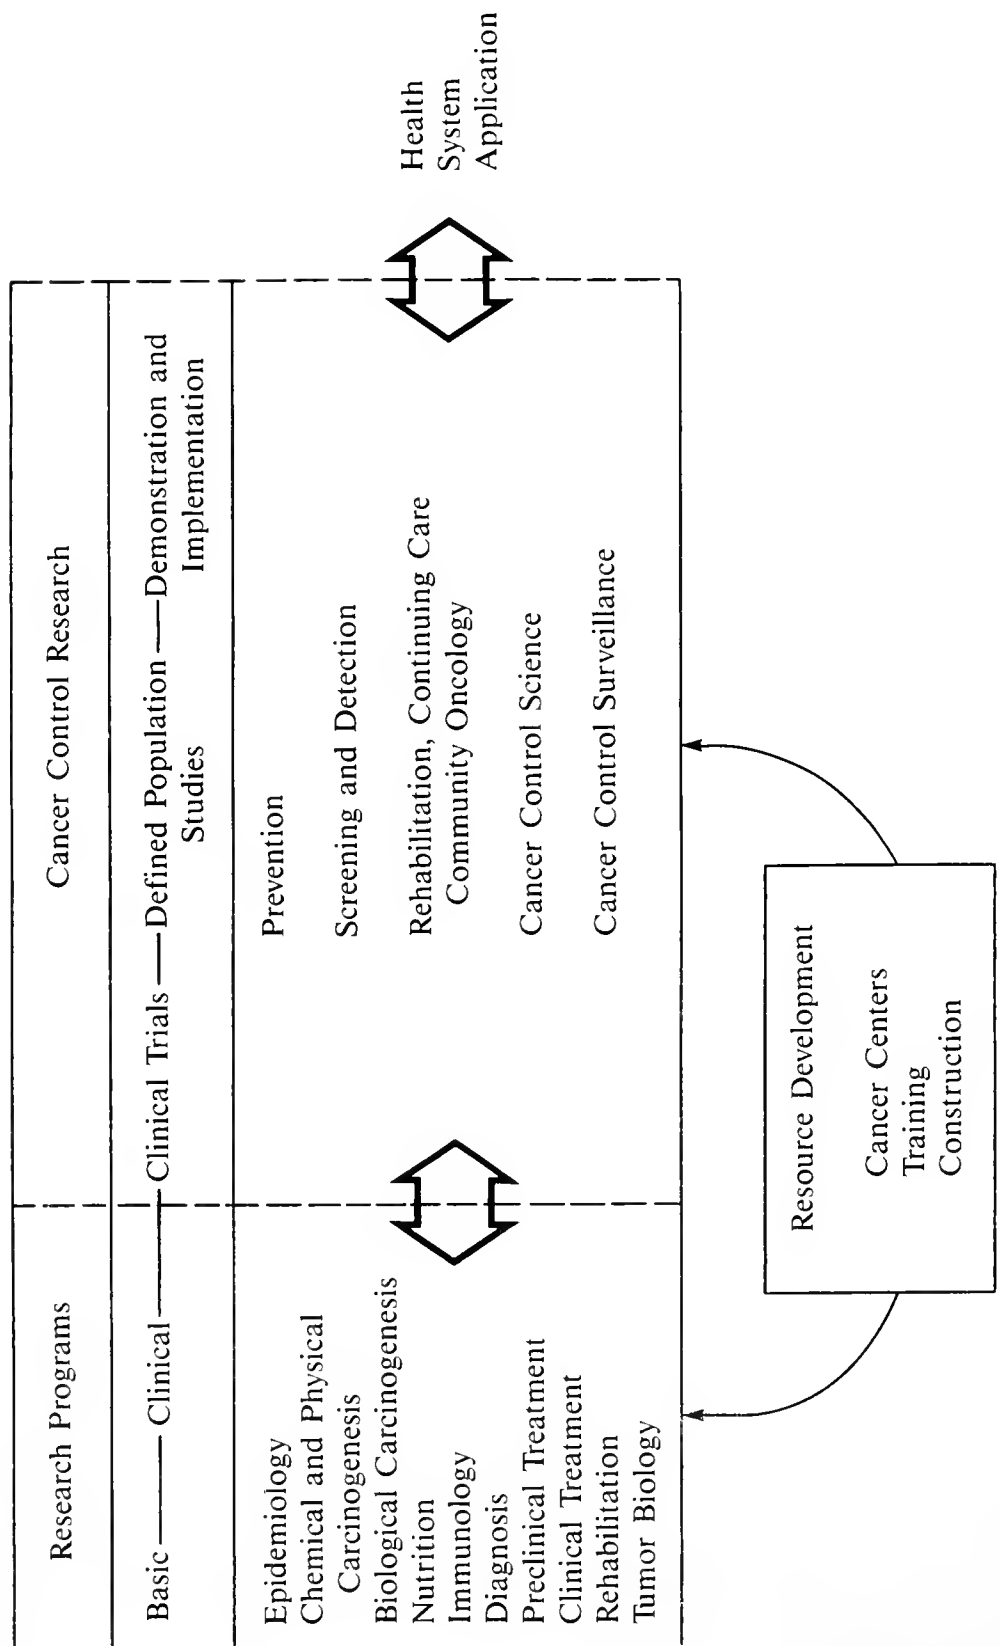 Research Programs
Cancer Control Research
Basic — Clinical — Clinical Trials — Defined Population — Demonstration and
Studies
Implementation
Epidemiology
Chemical and Physical
Carcinogenesis
Biological Carcinogenesis
Nutrition
Immunology
Diagnosis
Preclinical Treatment
Clinical Treatment
Rehabilitation
Tumor Biology
Prevention
Screening and Detection
Rehabilitation, Continuing Care
Community Oncology
Cancer Control Science
Cancer Control Surveillance
Health
System
Application
Resource Development
Cancer Centers
Training
Construction